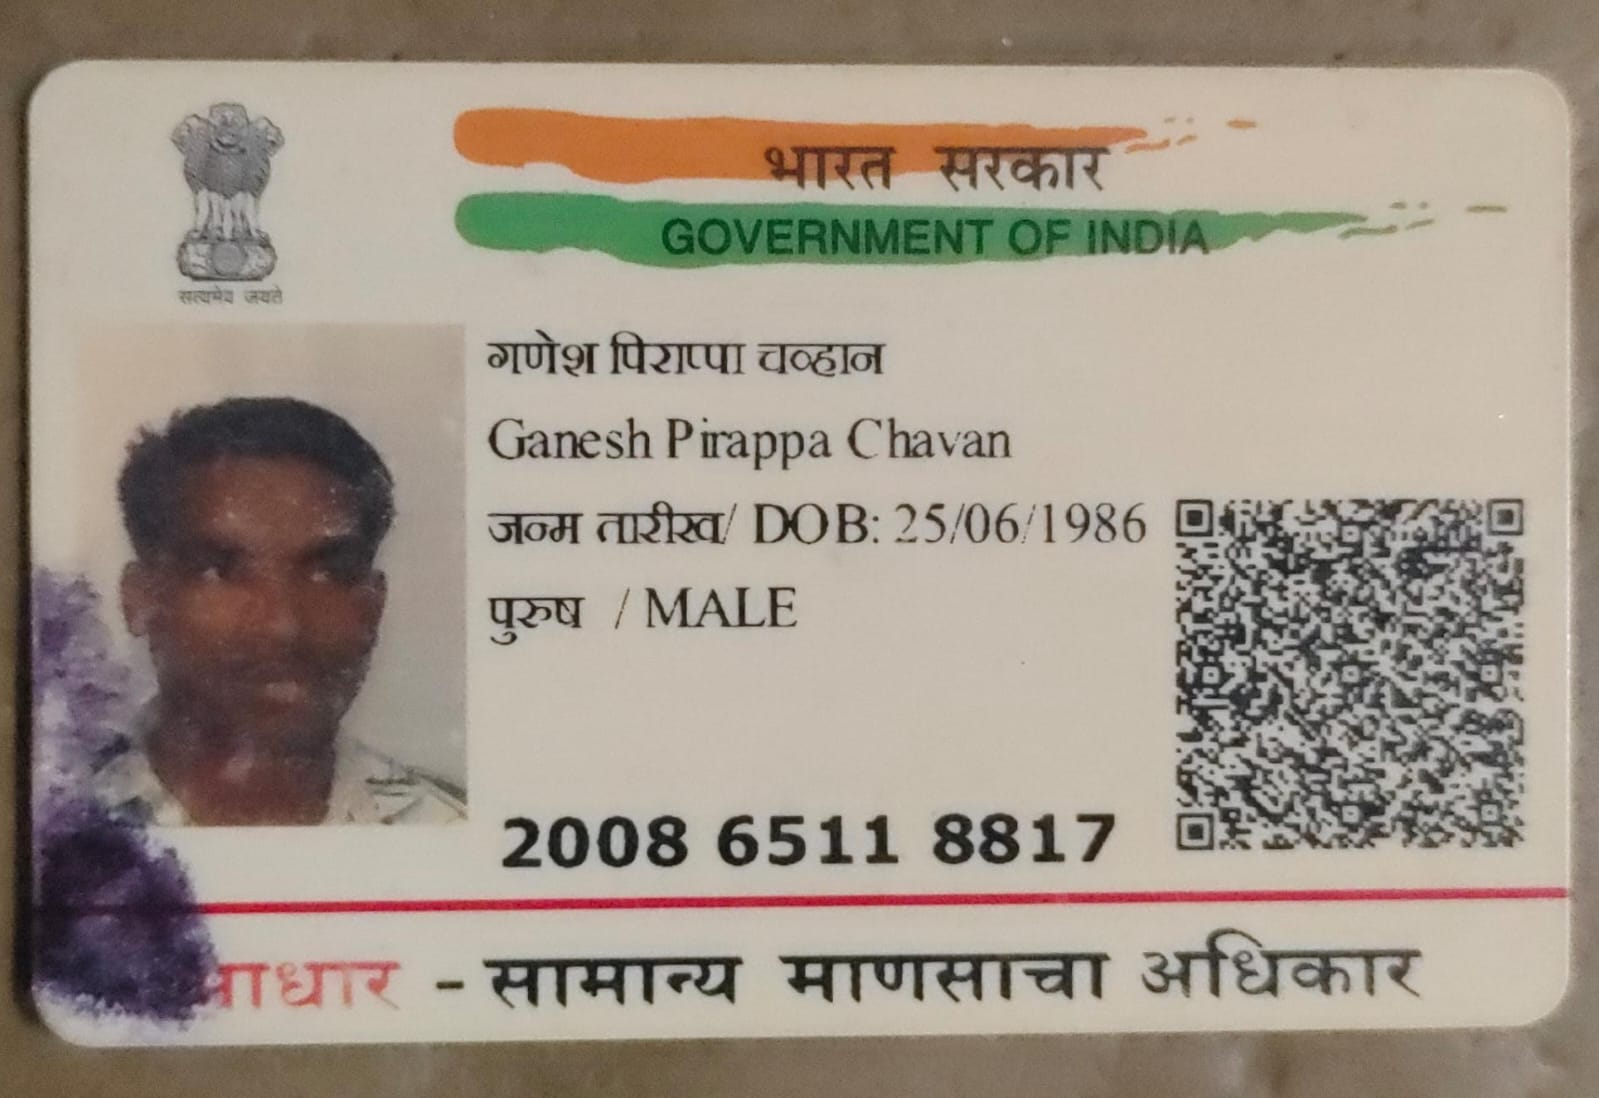 भारत सरकार
GOVERNMENT OF INDIA
सत्यमेव जयते
गणेश पिराप्पा चव्हान
Ganesh Pirappa Chavan
जन्म तारीख/ DOB: 25/06/1986
पुरुष / MALE
2008 6511 8817
- सामान्य माणसाचा अधिकार